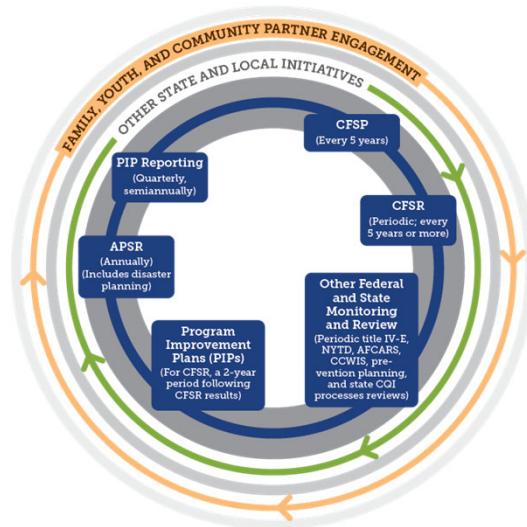 FAMILY, YOUTH, AND COMMUNITY PARTNER ENGAGEMENT
OTHER STATE AND LOCAL INITIATIVES
CFSP
(Every 5 years)
CFSR
(Periodic; every
5 years or more)
Other Federal
and State
Monitoring
and Review
(Periodic title IV-E,
NYTD, AFCARS,
CCWIS, pre-
vention planning,
and state CQI
processes reviews)
Program
Improvement
Plans (PIPs)
(For CFSR, a 2-year
period following
CFSR results)
APSR
(Annually)
(Includes disaster
planning)
PIP Reporting
(Quarterly,
semiannually)